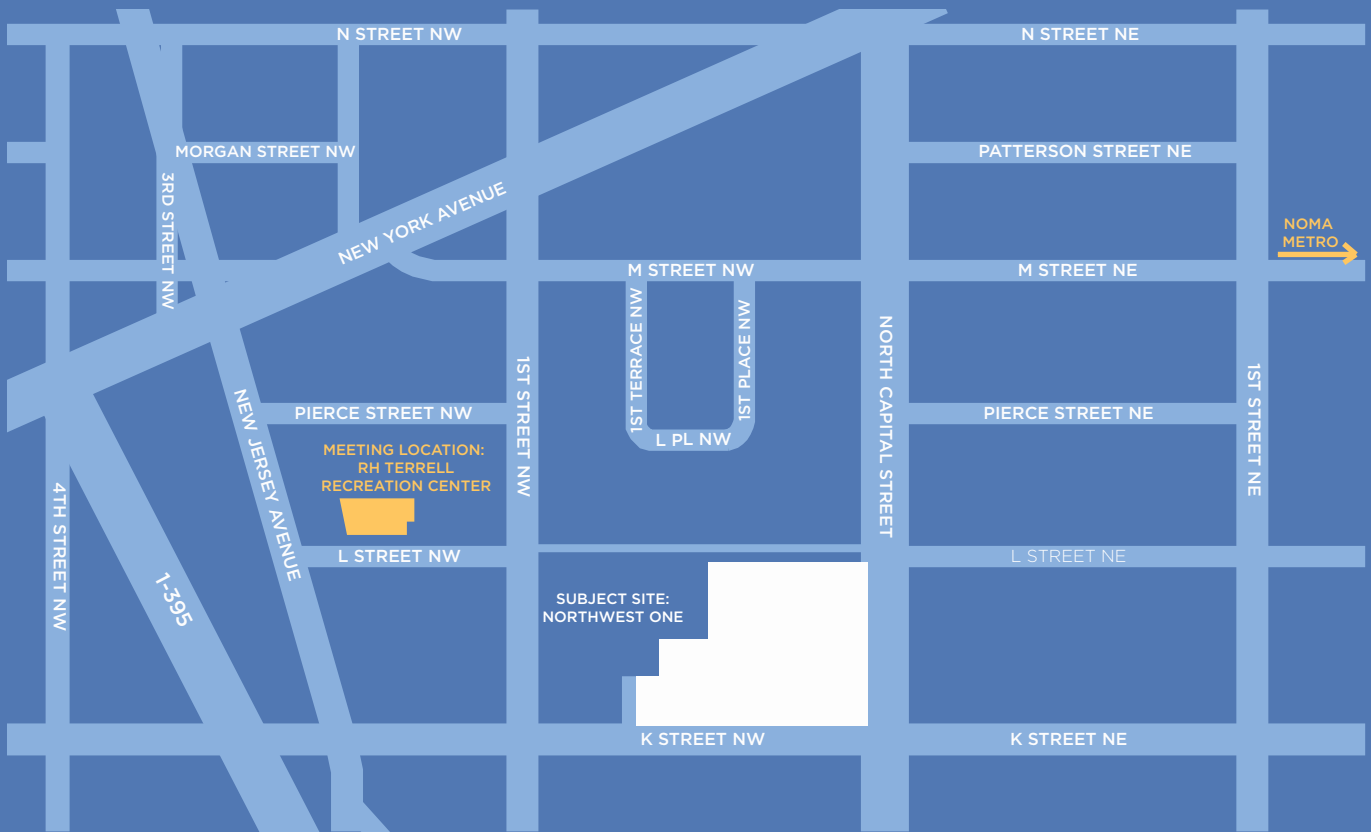 N STREET NW
N STREET NE
MORGAN STREET NW
PATTERSON STREET NE
3RD STREET NW
NEW YORK AVENUE
NOMA
METRO
M STREET NW
M STREET NE
1ST TERRACE NW
1ST PLACE NW
NORTH CAPITAL STREET
1ST STREET NW
1ST STREET NE
NEW JERSEY AVENUE
PIERCE STREET NW
PIERCE STREET NE
L PL NW
MEETING LOCATION:
RH TERRELL
RECREATION CENTER
4TH STREET NW
L STREET NW
L STREET NE
1-395
SUBJECT SITE:
NORTHWEST ONE
K STREET NW
K STREET NE